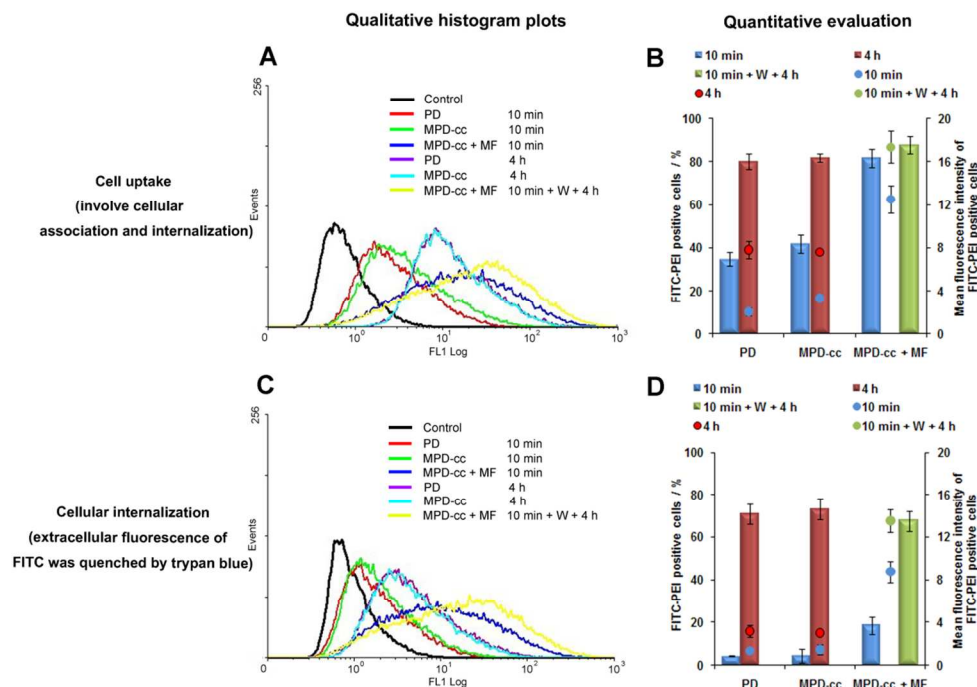 Qualitative histogram plots
Quantitative evaluation
A
256
Events
Control
PD 10 min
MPD-cc 10 min
MPD-cc + MF 10 min
PD 4 h
MPD-cc 4 h
MPD-cc + MF 10 min + W + 4 h
10⁰ 10¹ 10² 10³
FL1 Log
Cell uptake
(involve cellular
association and internalization)
B
10 min 4 h
10 min + W + 4 h 10 min
4 h 10 min + W + 4 h
FITC-PEI positive cells / %
100
80
60
40
20
0
20
16
12
8
4
0
Mean fluorescence intensity of
FITC-PEI positive cells
PD MPD-cc MPD-cc + MF
C
256
Events
Control
PD 10 min
MPD-cc 10 min
MPD-cc + MF 10 min
PD 4 h
MPD-cc 4 h
MPD-cc + MF 10 min + W + 4 h
10⁰ 10¹ 10² 10³
FL1 Log
Cellular internalization
(extracellular fluorescence of
FITC was quenched by trypan blue)
D
10 min 4 h
10 min + W + 4 h 10 min
4 h 10 min + W + 4 h
FITC-PEI positive cells / %
100
80
60
40
20
0
20
16
12
8
4
0
Mean fluorescence intensity of
FITC-PEI positive cells
PD MPD-cc MPD-cc + MF